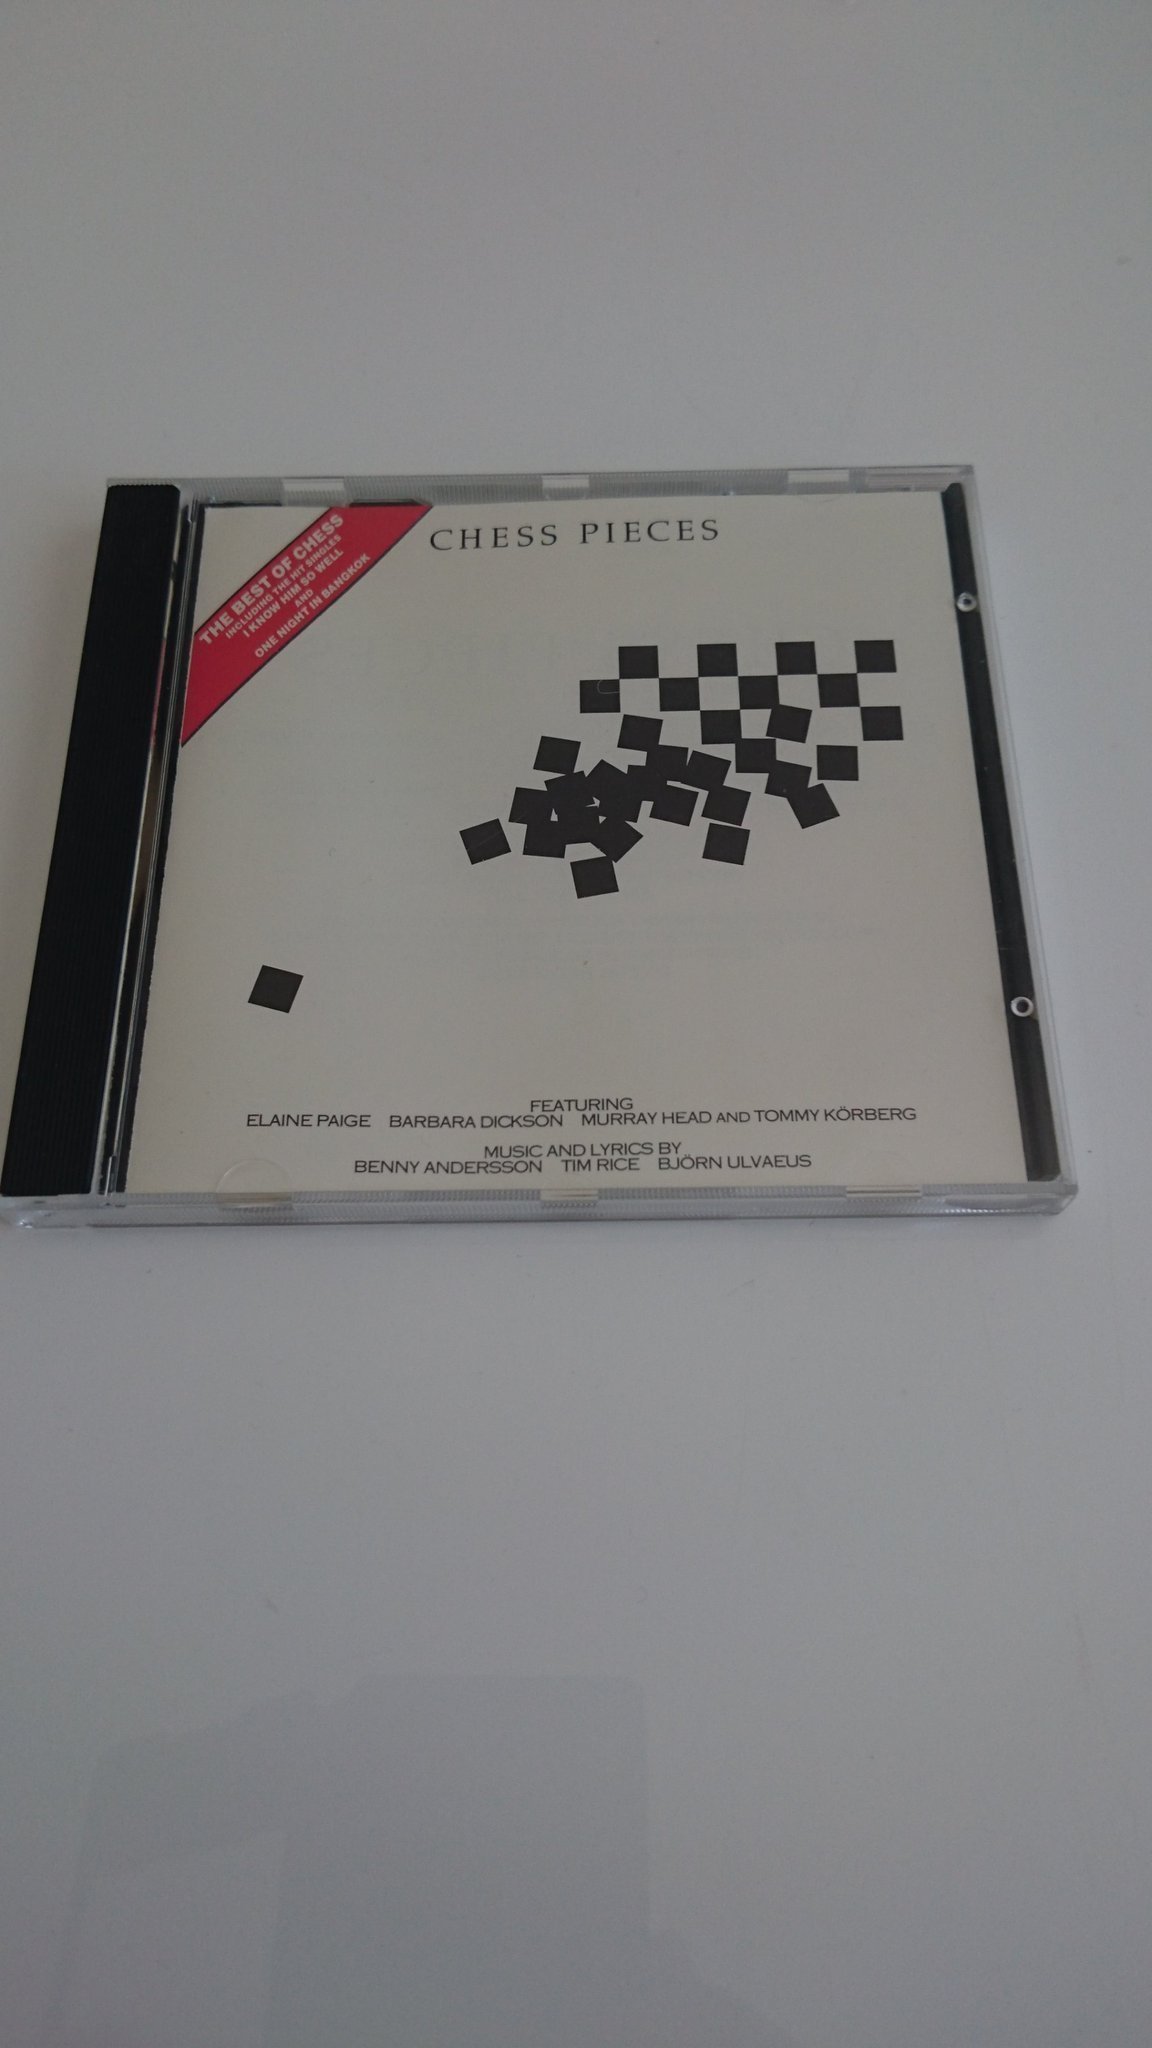 THE BEST OF CHESS
INCLUDING THE HIT SINGLES
I KNOW HIM SO WELL
AND
ONE NIGHT IN BANGKOK
CHESS PIECES
FEATURING
ELAINE PAIGE BARBARA DICKSON MURRAY HEAD AND TOMMY KÖRBERG
MUSIC AND LYRICS BY
BENNY ANDERSSON TIM RICE BJÖRN ULVAEUS